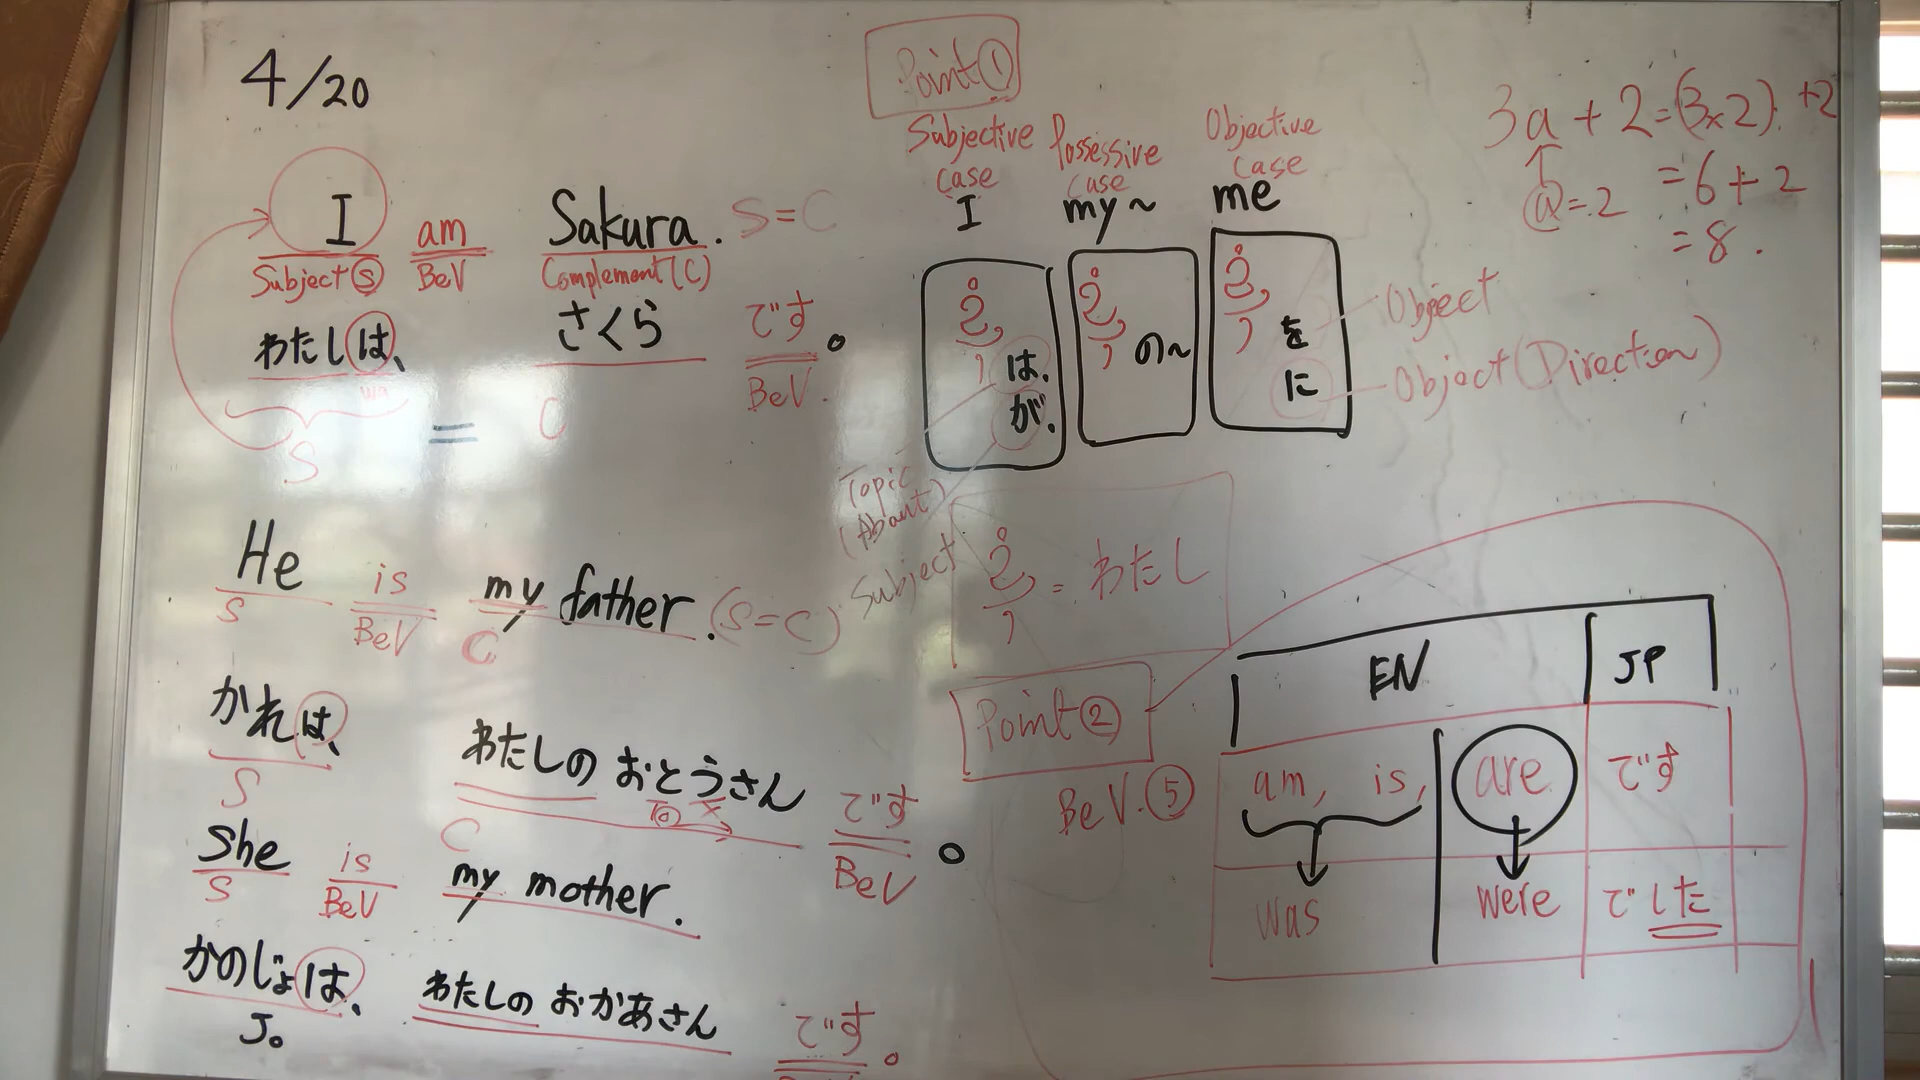 4/20
I am Sakura. S=C
Subject(S) BeV Complement(C)
わたしは、 さくら です。
wa
BeV.
S = C
He is my father. (S=C)
S BeV C
かれは、 わたしの おとうさん です。
S C BeV
She is my mother.
S BeV
かのじょは、 わたしの おかあさん です。
Point①
Subjective case Possessive case Objective case
I my~ me
は、 の~ を
が、 に
Object
Object (Direction)
Topic
(About)
Subject
= わたし
3a + 2 = (3x2) +2
a = 2 = 6 + 2
= 8.
Point②
BeV. ⑤
EN JP
am, is, are です
was were でした